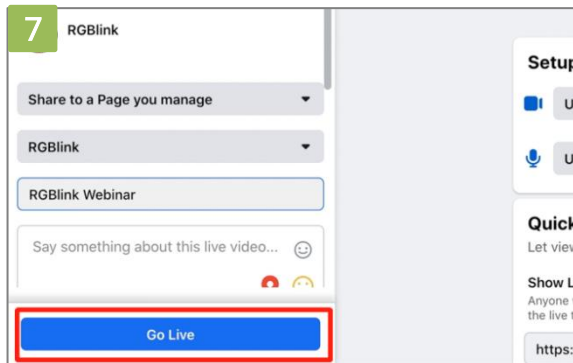 7
RGBlink
Share to a Page you manage
RGBlink
RGBlink Webinar
Say something about this live video...
Go Live
Setup
U
U
Quick
Let view
Show L
Anyone
the live t
https: